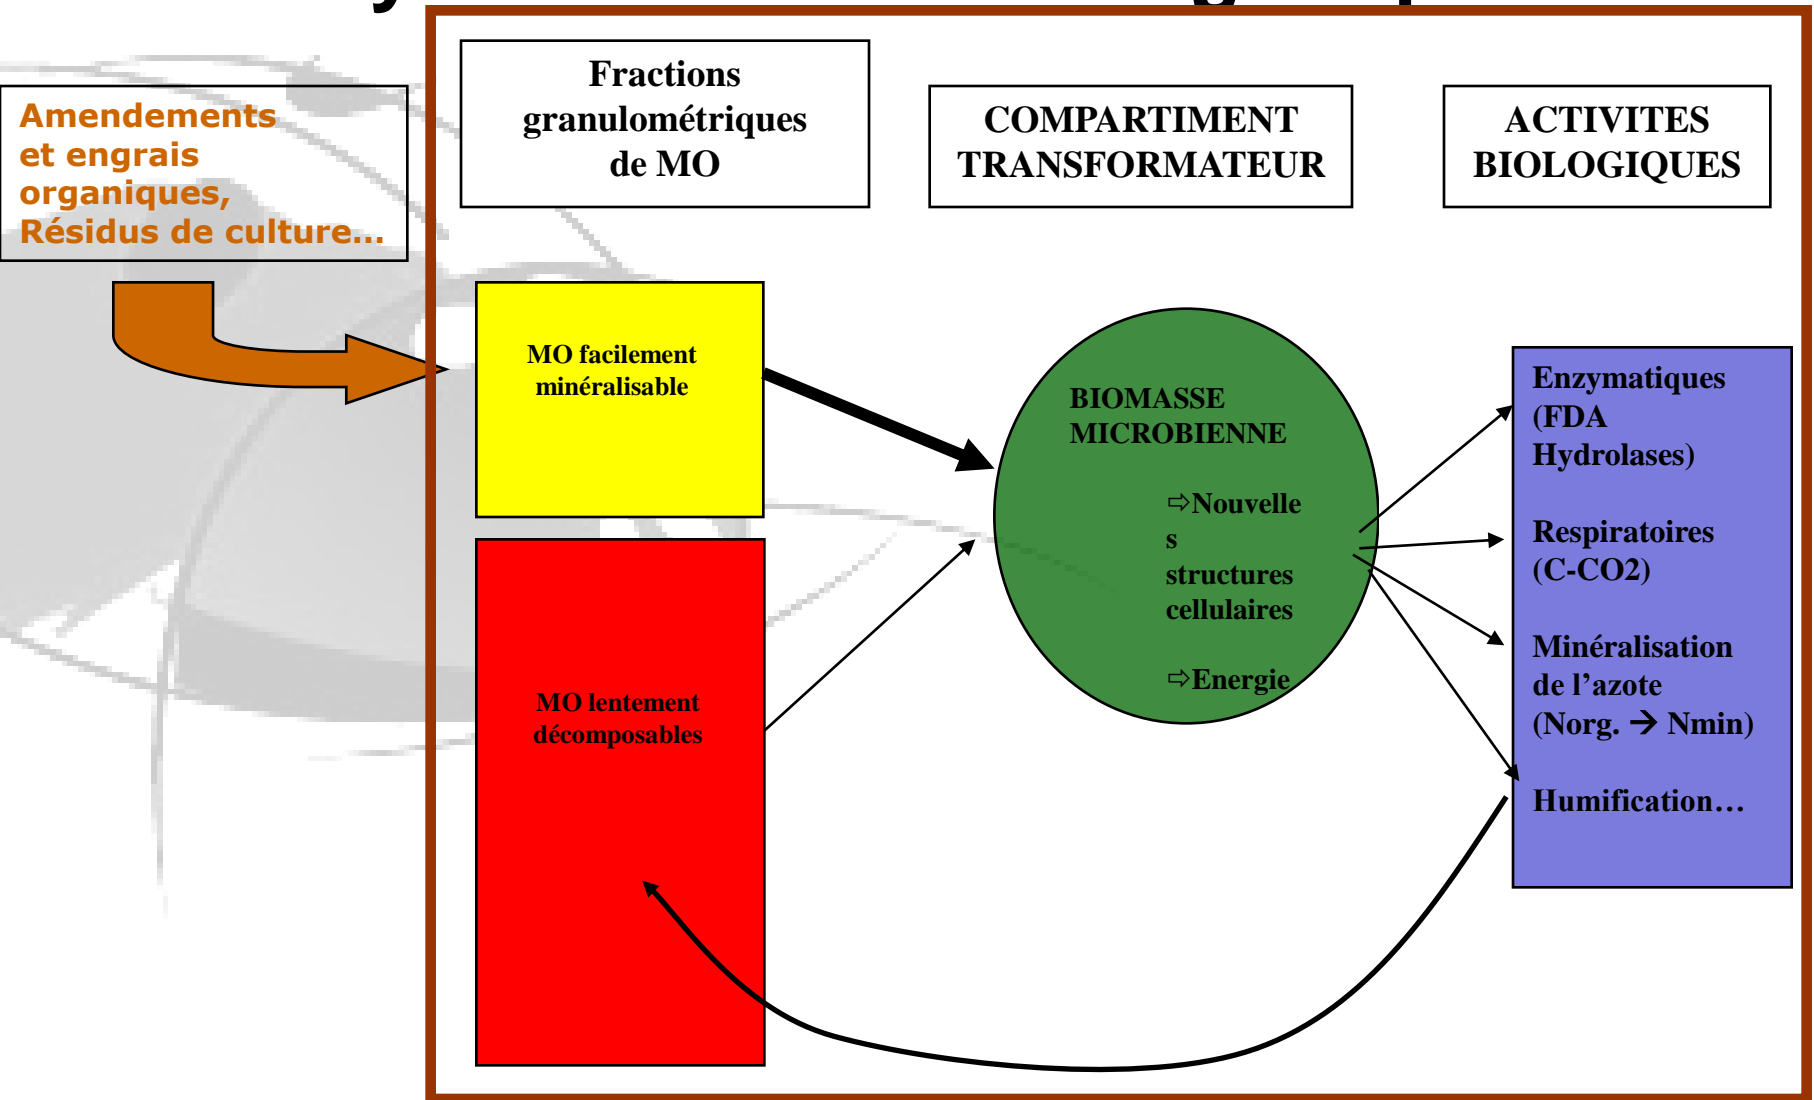 Fractions
granulométriques
de MO
Amendements
et engrais
organiques,
Résidus de culture...
COMPARTIMENT
TRANSFORMATEUR
ACTIVITES
BIOLOGIQUES
MO facilement
minéralisable
MO lentement
décomposables
BIOMASSE
MICROBIENNE
⇨Nouvelle
s
structures
cellulaires
⇨Energie
Enzymatiques
(FDA
Hydrolases)
Respiratoires
(C-CO2)
Minéralisation
de l’azote
(Norg. → Nmin)
Humification…